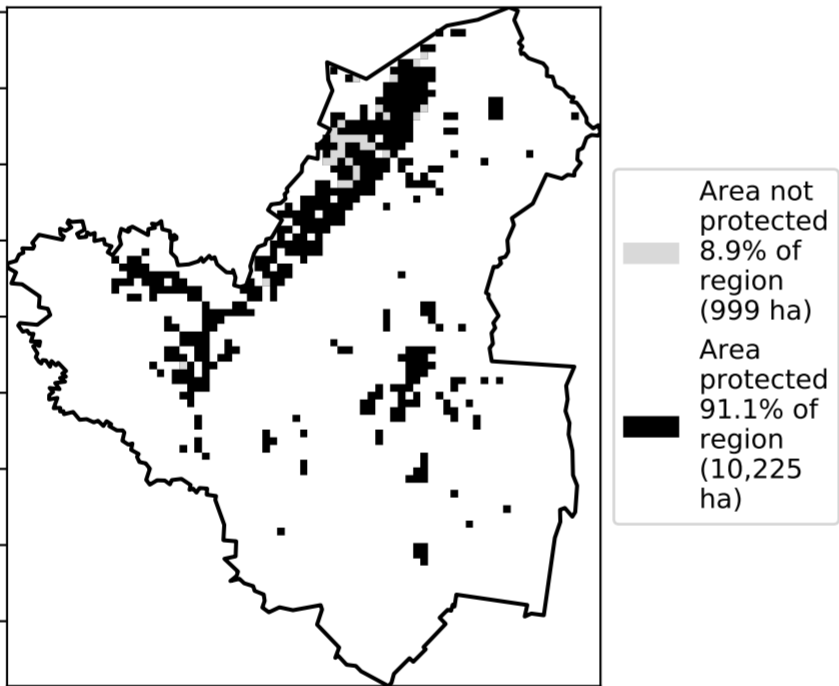 Area not
protected
8.9% of
region
(999 ha)
Area
protected
91.1% of
region
(10,225
ha)